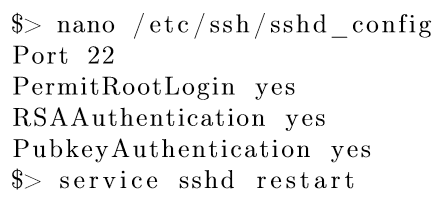 $> nano /etc/ssh/sshd_config
Port 22
PermitRootLogin yes
RSAAuthentication yes
PubkeyAuthentication yes
$> service sshd restart